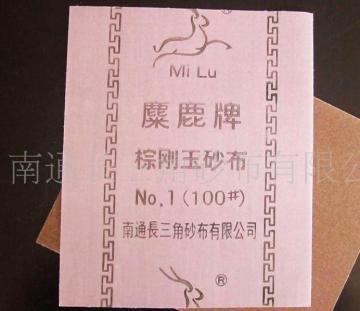 ®
Mi Lu
麋鹿牌
棕刚玉砂布
No.1(100#)
南通長三角砂布有限公司
®